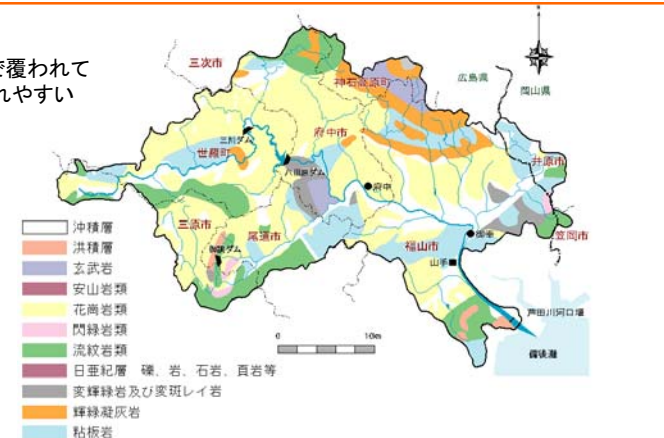 で覆われて
れやすい
三次市
神石高原町
広島県
岡山県
三川ダム
府中市
世羅町
八田原ダム
井原市
府中
三原市
尾道市
御調ダム
福山市
御幸
笠岡市
山手
芦田川河口堰
備後灘
0 10km
沖積層
洪積層
玄武岩
安山岩類
花崗岩類
閃緑岩類
流紋岩類
日亜紀層 礫、岩、石岩、頁岩等
変輝緑岩及び変斑レイ岩
輝緑凝灰岩
粘板岩